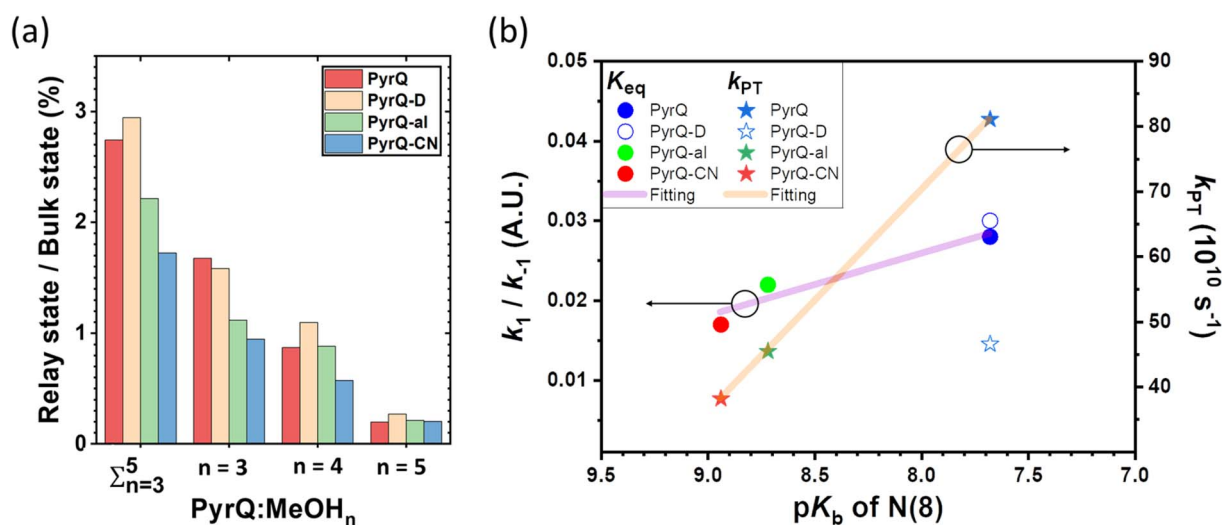 (a)
Relay state / Bulk state (%)
3
2
1
0
PyrQ
PyrQ-D
PyrQ-al
PyrQ-CN
Σ⁵ₙ₌₃
n = 3
n = 4
n = 5
PyrQ:MeOHₙ
(b)
k₁ / k₋₁ (A.U.)
0.05
0.04
0.03
0.02
0.01
Keq kPT
PyrQ PyrQ
PyrQ-D PyrQ-D
PyrQ-al PyrQ-al
PyrQ-CN PyrQ-CN
Fitting Fitting
90
80
70
60
50
40
kPT (10¹⁰ s⁻¹)
9.5 9.0 8.5 8.0 7.5 7.0
pKb of N(8)